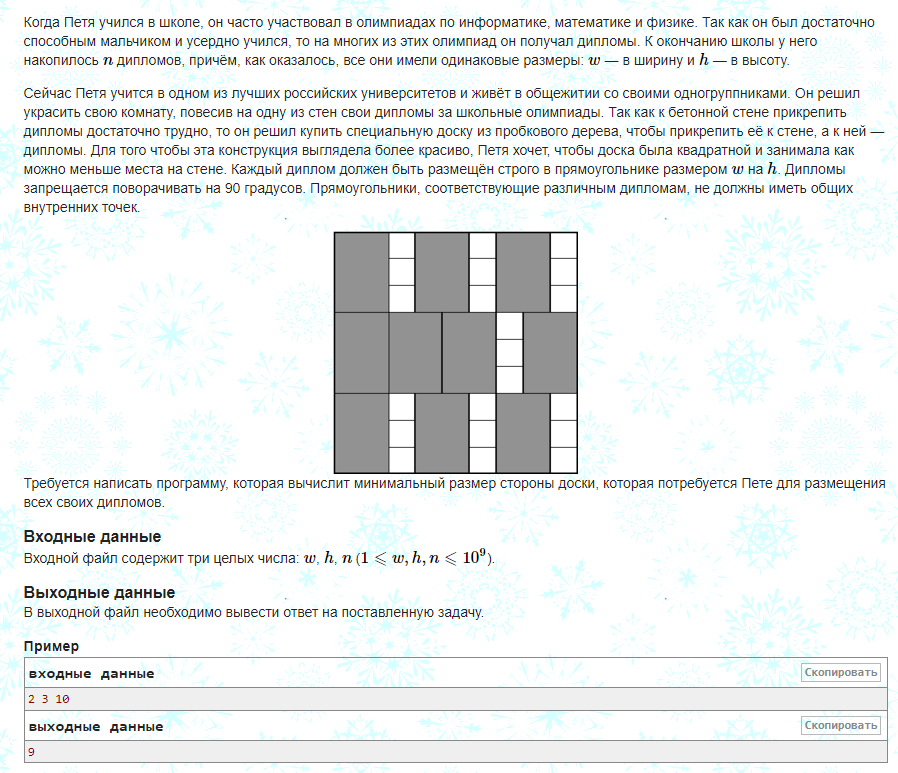 Когда Петя учился в школе, он часто участвовал в олимпиадах по информатике, математике и физике. Так как он был достаточно
способным мальчиком и усердно учился, то на многих из этих олимпиад он получал дипломы. К окончанию школы у него
накопилось n дипломов, причём, как оказалось, все они имели одинаковые размеры: w — в ширину и h — в высоту.
Сейчас Петя учится в одном из лучших российских университетов и живёт в общежитии со своими одногруппниками. Он решил
украсить свою комнату, повесив на одну из стен свои дипломы за школьные олимпиады. Так как к бетонной стене прикрепить
дипломы достаточно трудно, то он решил купить специальную доску из пробкового дерева, чтобы прикрепить её к стене, а к ней —
дипломы. Для того чтобы эта конструкция выглядела более красиво, Петя хочет, чтобы доска была квадратной и занимала как
можно меньше места на стене. Каждый диплом должен быть размещён строго в прямоугольнике размером w на h. Дипломы
запрещается поворачивать на 90 градусов. Прямоугольники, соответствующие различным дипломам, не должны иметь общих
внутренних точек.
Требуется написать программу, которая вычислит минимальный размер стороны доски, которая потребуется Пете для размещения
всех своих дипломов.
Входные данные
Входной файл содержит три целых числа: w, h, n (1 ⩽ w, h, n ⩽ 10⁹).
Выходные данные
В выходной файл необходимо вывести ответ на поставленную задачу.
Пример
входные данные
Скопировать
2 3 10
выходные данные
Скопировать
9